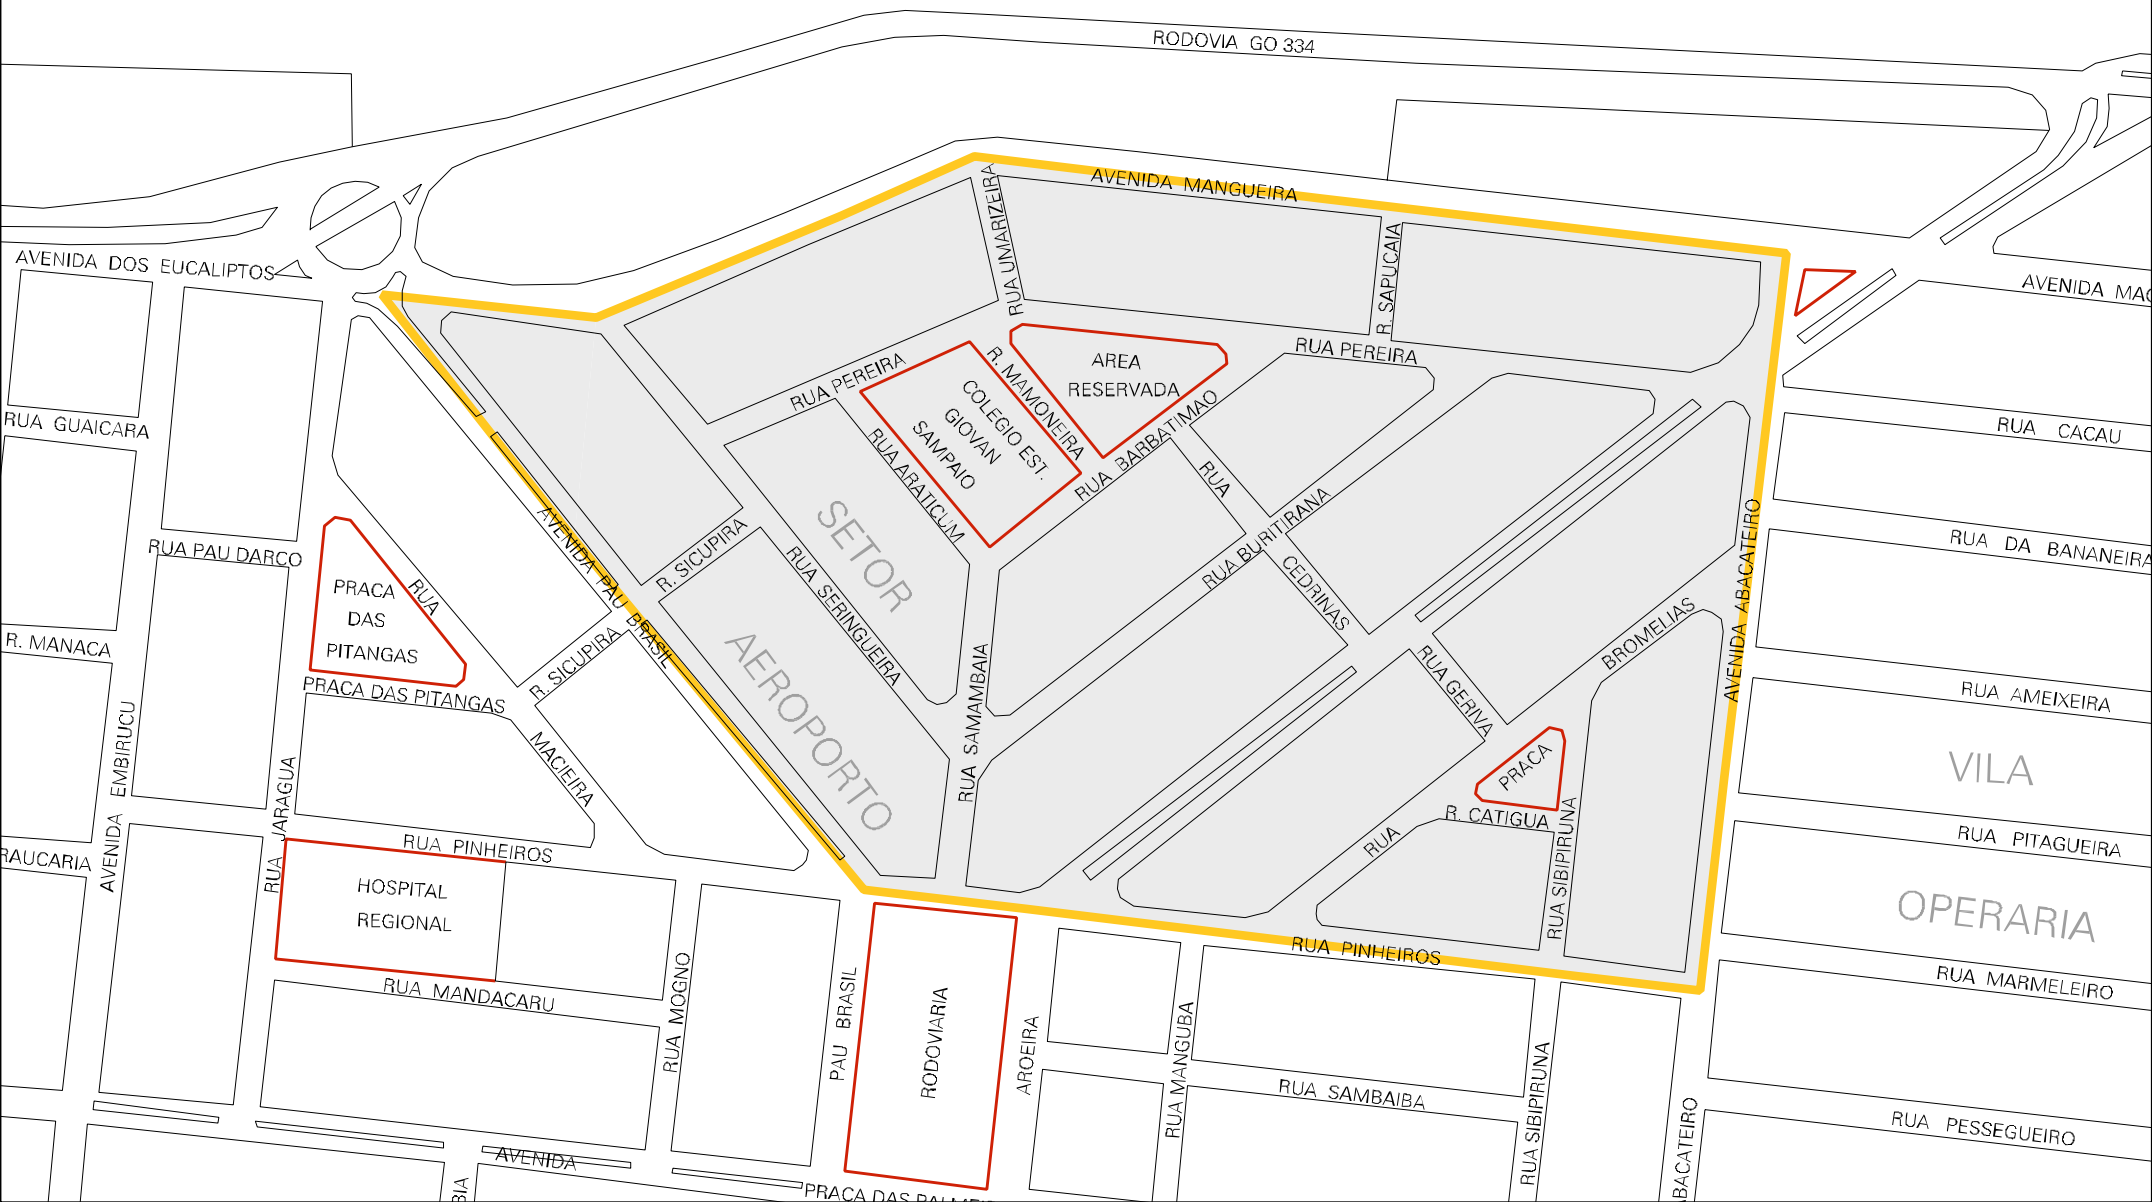 RODOVIA GO 334
AVENIDA MANGUEIRA
AVENIDA DOS EUCALIPTOS
RUA UMARIZEIRA
R. SAPUCAIA
RUA PEREIRA
RUA PEREIRA
R. MAMONEIRA
AREA
RESERVADA
COLEGIO EST.
GIOVAN
SAMPAIO
RUA ARATICUM
RUA BARBATIMAO
RUA GUAICARA
RUA CACAU
RUA
CEDRINAS
RUA BURITIRANA
SETOR
AEROPORTO
AVENIDA PAU BRASIL
R. SICUPIRA
R. SICUPIRA
RUA SERINGUEIRA
RUA PAU DARCO
RUA DA BANANEIRA
AVENIDA ABACATEIRO
PRACA
DAS
PITANGAS
RUA
MACIEIRA
R. MANACA
PRACA DAS PITANGAS
BROMELIAS
RUA GERIVA
RUA SAMAMBAIA
RUA AMEIXEIRA
AVENIDA EMBIRUCU
RUA JARAGUA
PRACA
R. CATIGUA
RUA
RUA SIBIPIRUNA
VILA
OPERARIA
RUA PITAGUEIRA
RAUCARIA
RUA PINHEIROS
HOSPITAL
REGIONAL
RUA PINHEIROS
RUA MARMELEIRO
RUA MANDACARU
RUA MOGNO
PAU BRASIL
RODOVIARIA
AROEIRA
RUA MANGUBA
RUA SAMBAIBA
RUA SIBIPIRUNA
BACATEIRO
RUA PESSEGUEIRO
AVENIDA
BIA
PRACA DAS